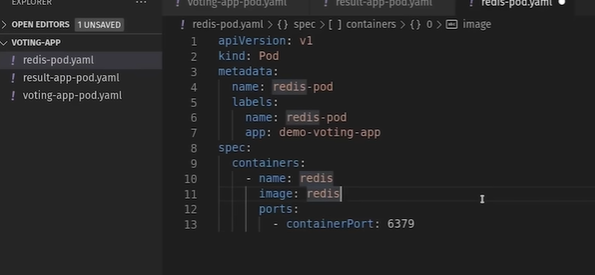 EXPLORER
OPEN EDITORS 1 UNSAVED
VOTING-APP
! redis-pod.yaml
! result-app-pod.yaml
! voting-app-pod.yaml
! voting-app-pod.yaml ! result-app-pod.yaml ! redis-pod.yaml ●
! redis-pod.yaml > {} spec > [ ] containers > {} 0 > image
1 apiVersion: v1
2 kind: Pod
3 metadata:
4 name: redis-pod
5 labels:
6 name: redis-pod
7 app: demo-voting-app
8 spec:
9 containers:
10 - name: redis
11 image: redis
12 ports:
13 - containerPort: 6379